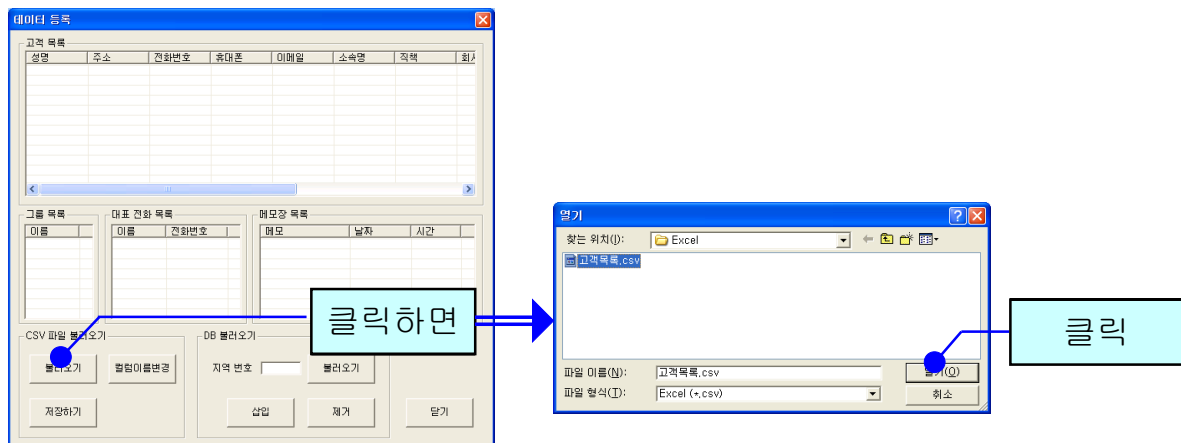 데이터 등록
고객 목록
성명 주소 전화번호 휴대폰 이메일 소속명 직책 회사
그룹 목록 대표 전화 목록 메모장 목록
이름 이름 전화번호 메모 날짜 시간
CSV 파일 불러오기 DB 불러오기
불러오기 컬럼이름변경 지역 번호 불러오기
저장하기 삽입 제거 닫기
클릭하면
열기
찾는 위치(I): Excel
고객목록.csv
파일 이름(N): 고객목록.csv 열기(O)
파일 형식(T): Excel (*.csv) 취소
클릭